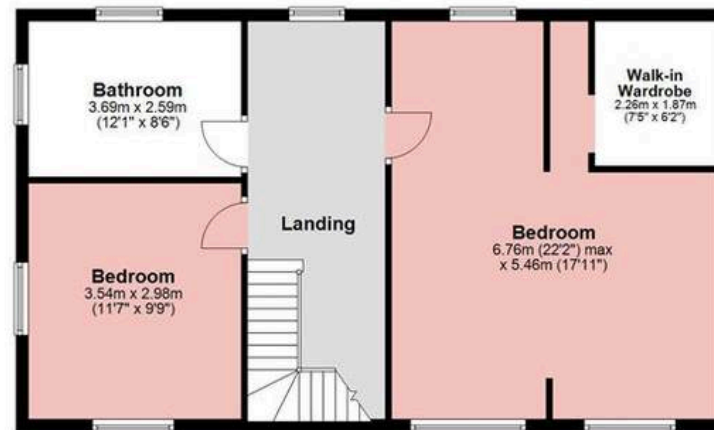 Bathroom
3.69m x 2.59m
(12'1" x 8'6")
Walk-in
Wardrobe
2.26m x 1.87m
(7'5" x 6'2")
Landing
Bedroom
6.76m (22'2") max
x 5.46m (17'11")
Bedroom
3.54m x 2.98m
(11'7" x 9'9")